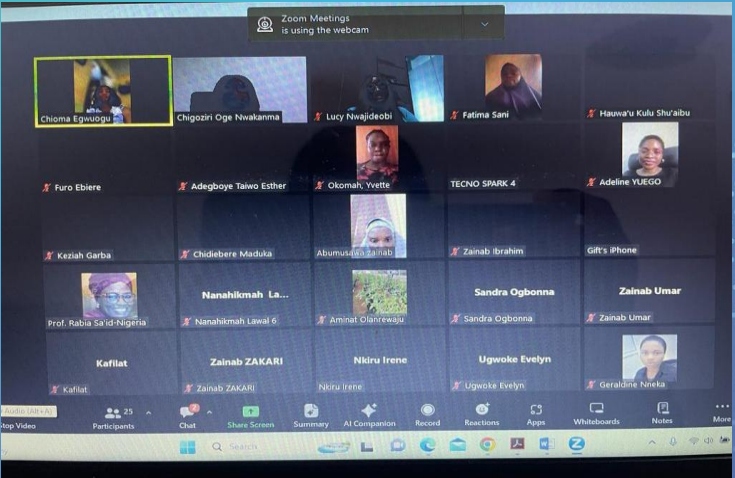 Zoom Meetings
is using the webcam
Chioma Egwuogu
Chigoziri Oge Nwakanma
Lucy Nwajideobi
Fatima Sani
Hauwa'u Kulu Shu'aibu
Furo Ebiere
Adegboye Taiwo Esther
Okomah, Yvette
TECNO SPARK 4
Adeline YUEGO
Keziah Garba
Chidiebere Maduka
Abumusawa zainab
Zainab Ibrahim
Gift's iPhone
Prof. Rabia Sa'id-Nigeria
Nanahikmah La...
Nanahikmah Lawal 6
Aminat Olanrewaju
Sandra Ogbonna
Sandra Ogbonna
Zainab Umar
Zainab Umar
Kafilat
Kafilat
Zainab ZAKARI
Zainab ZAKARI
Nkiru Irene
Nkiru Irene
Ugwoke Evelyn
Ugwoke Evelyn
Geraldine Nneka
Audio (Alt+A)
top Video
25
Participants
Chat
Share Screen
Summary
AI Companion
Record
Reactions
Apps
Whiteboards
Notes
More
Search